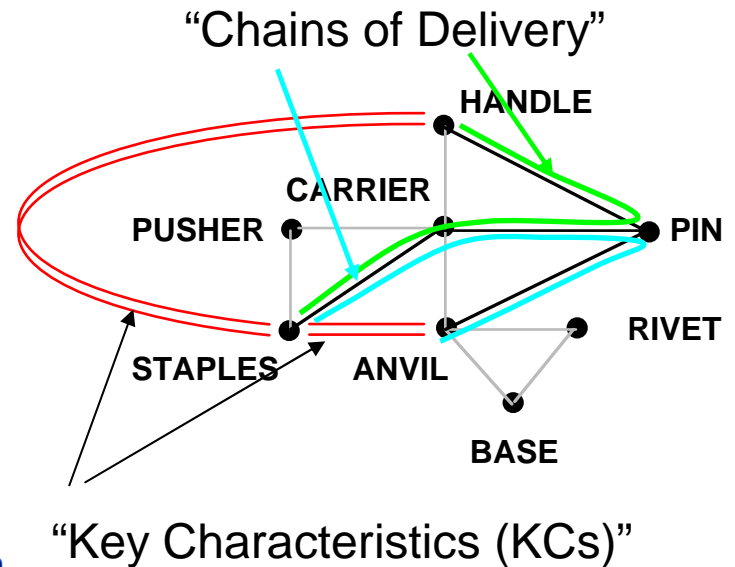 “Chains of Delivery”
HANDLE
CARRIER
PUSHER
PIN
STAPLES
ANVIL
RIVET
BASE
“Key Characteristics (KCs)”